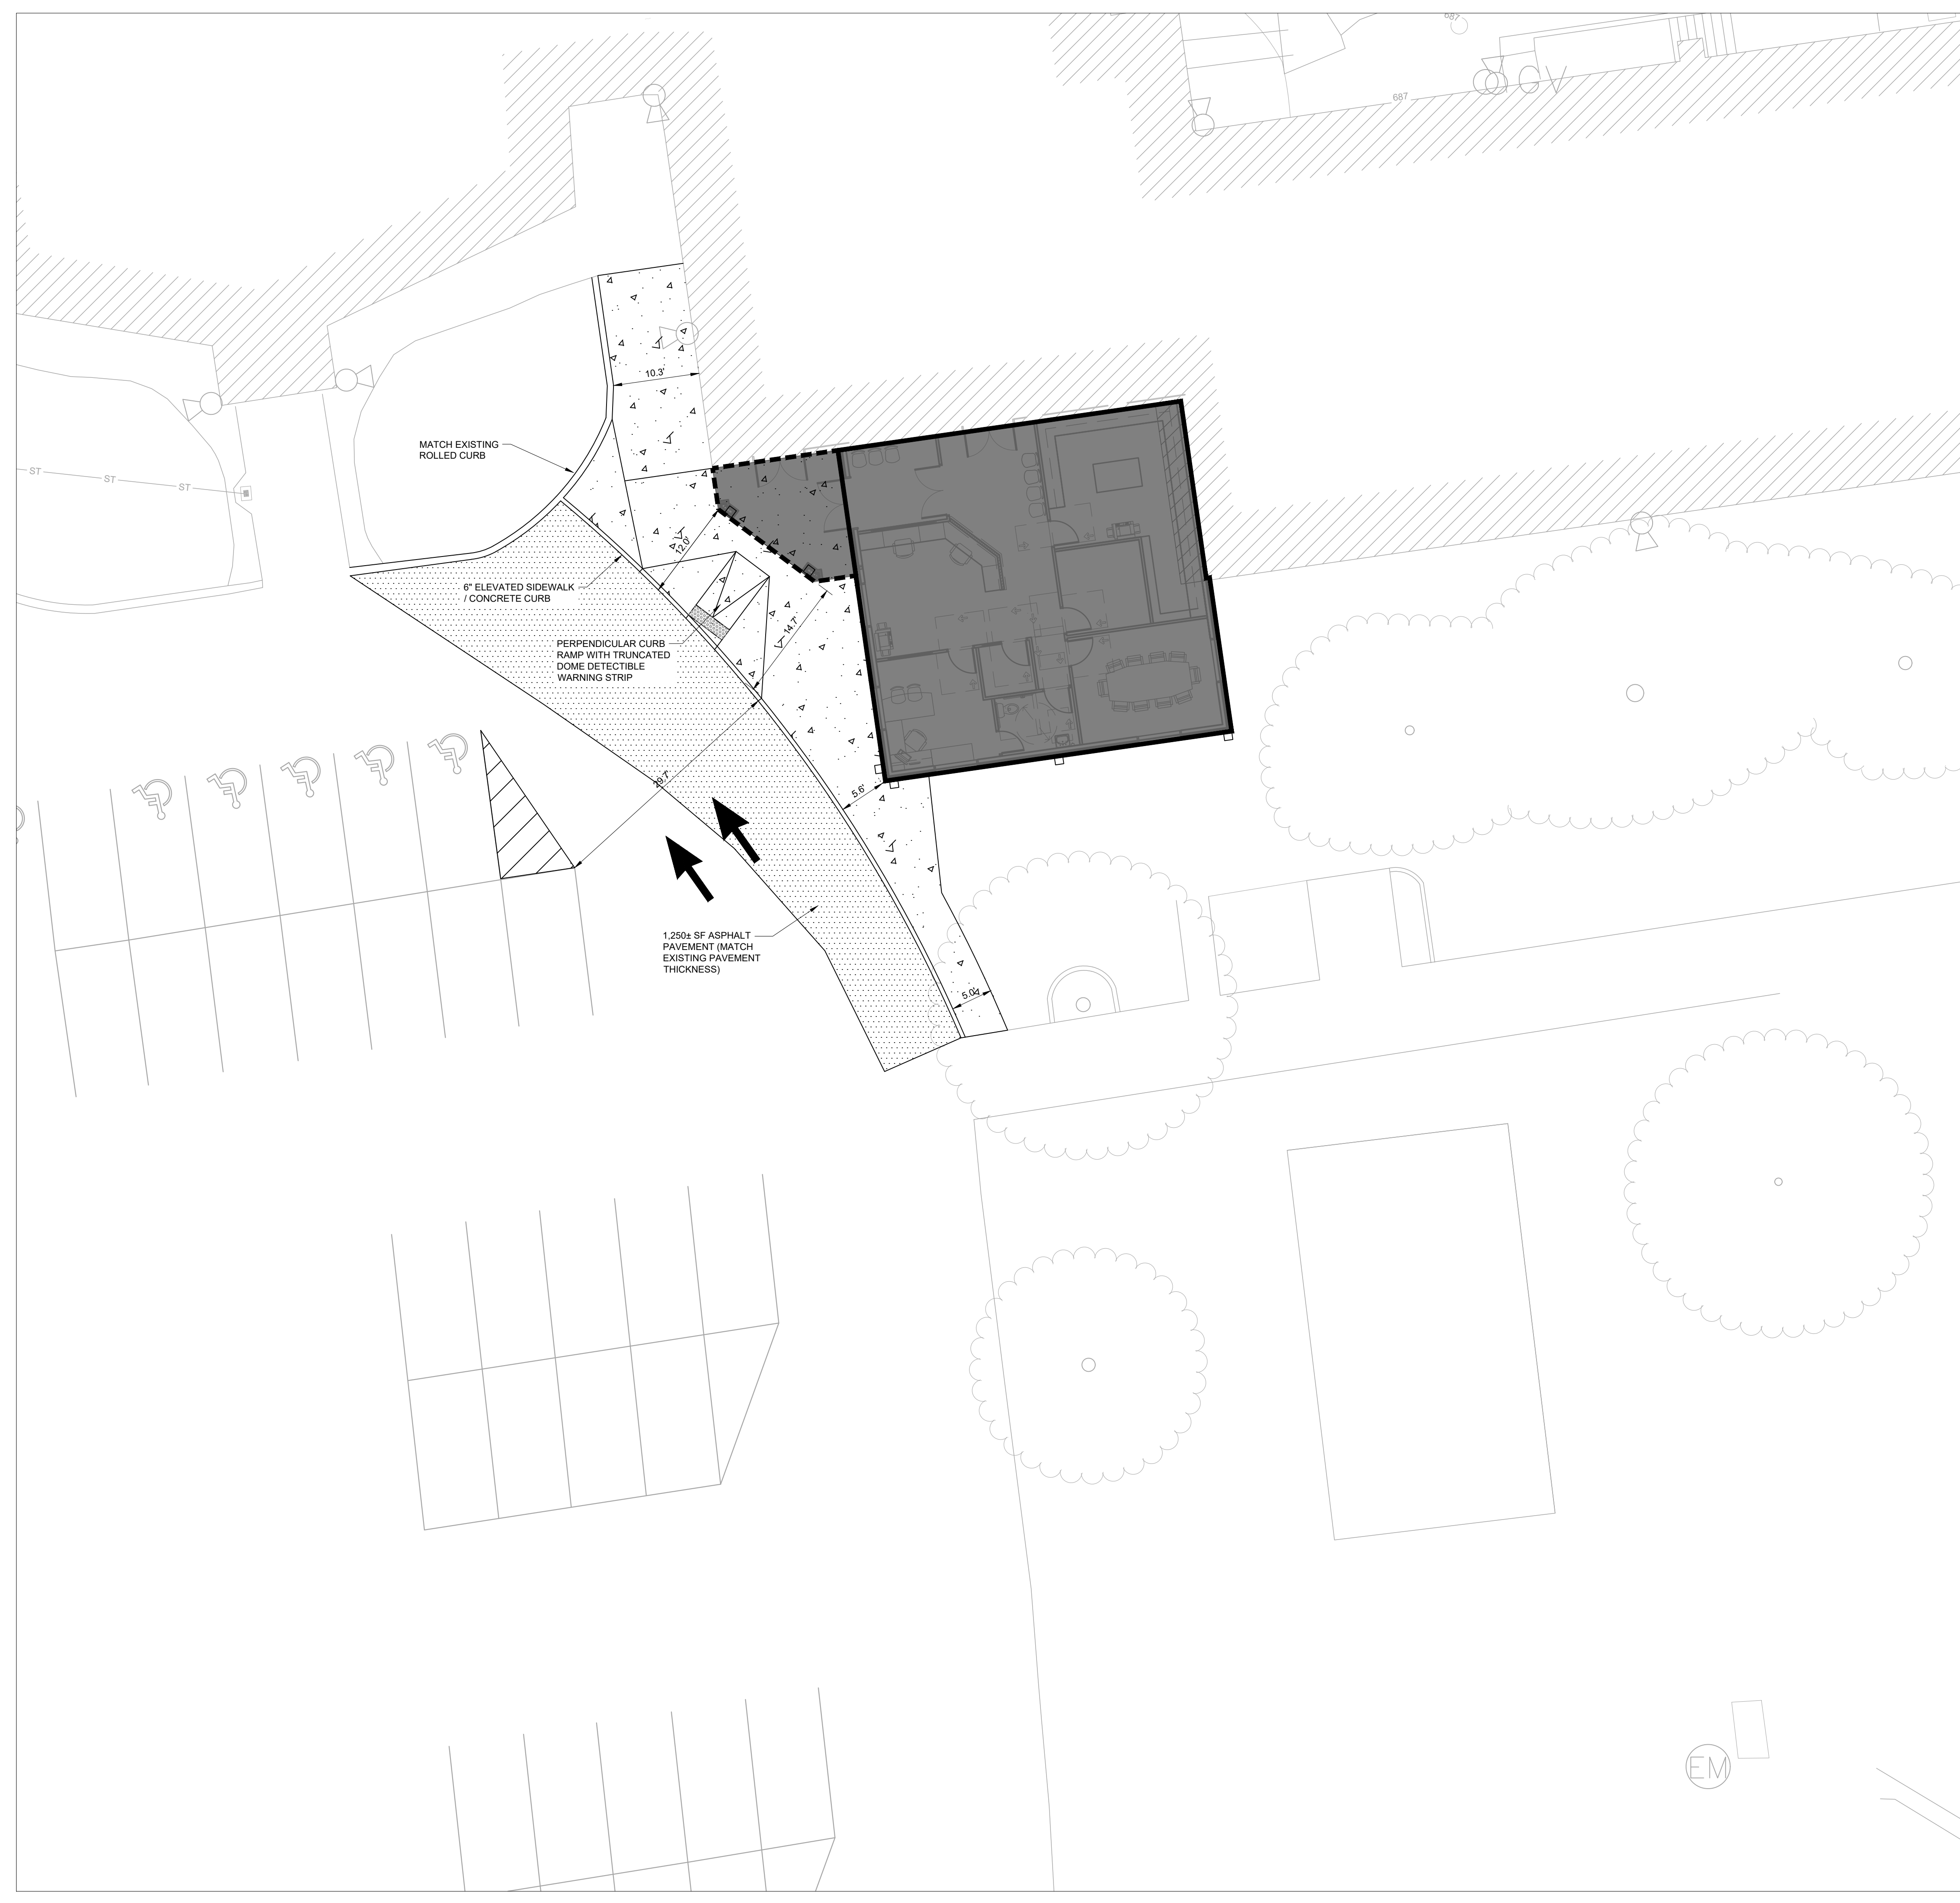 687
687
10.3'
MATCH EXISTING
ROLLED CURB
ST
ST
ST
12.0'
6" ELEVATED SIDEWALK
/ CONCRETE CURB
14.7'
PERPENDICULAR CURB
RAMP WITH TRUNCATED
DOME DETECTIBLE
WARNING STRIP
29.7'
5.6'
1,250± SF ASPHALT
PAVEMENT (MATCH
EXISTING PAVEMENT
THICKNESS)
5.0'
EM